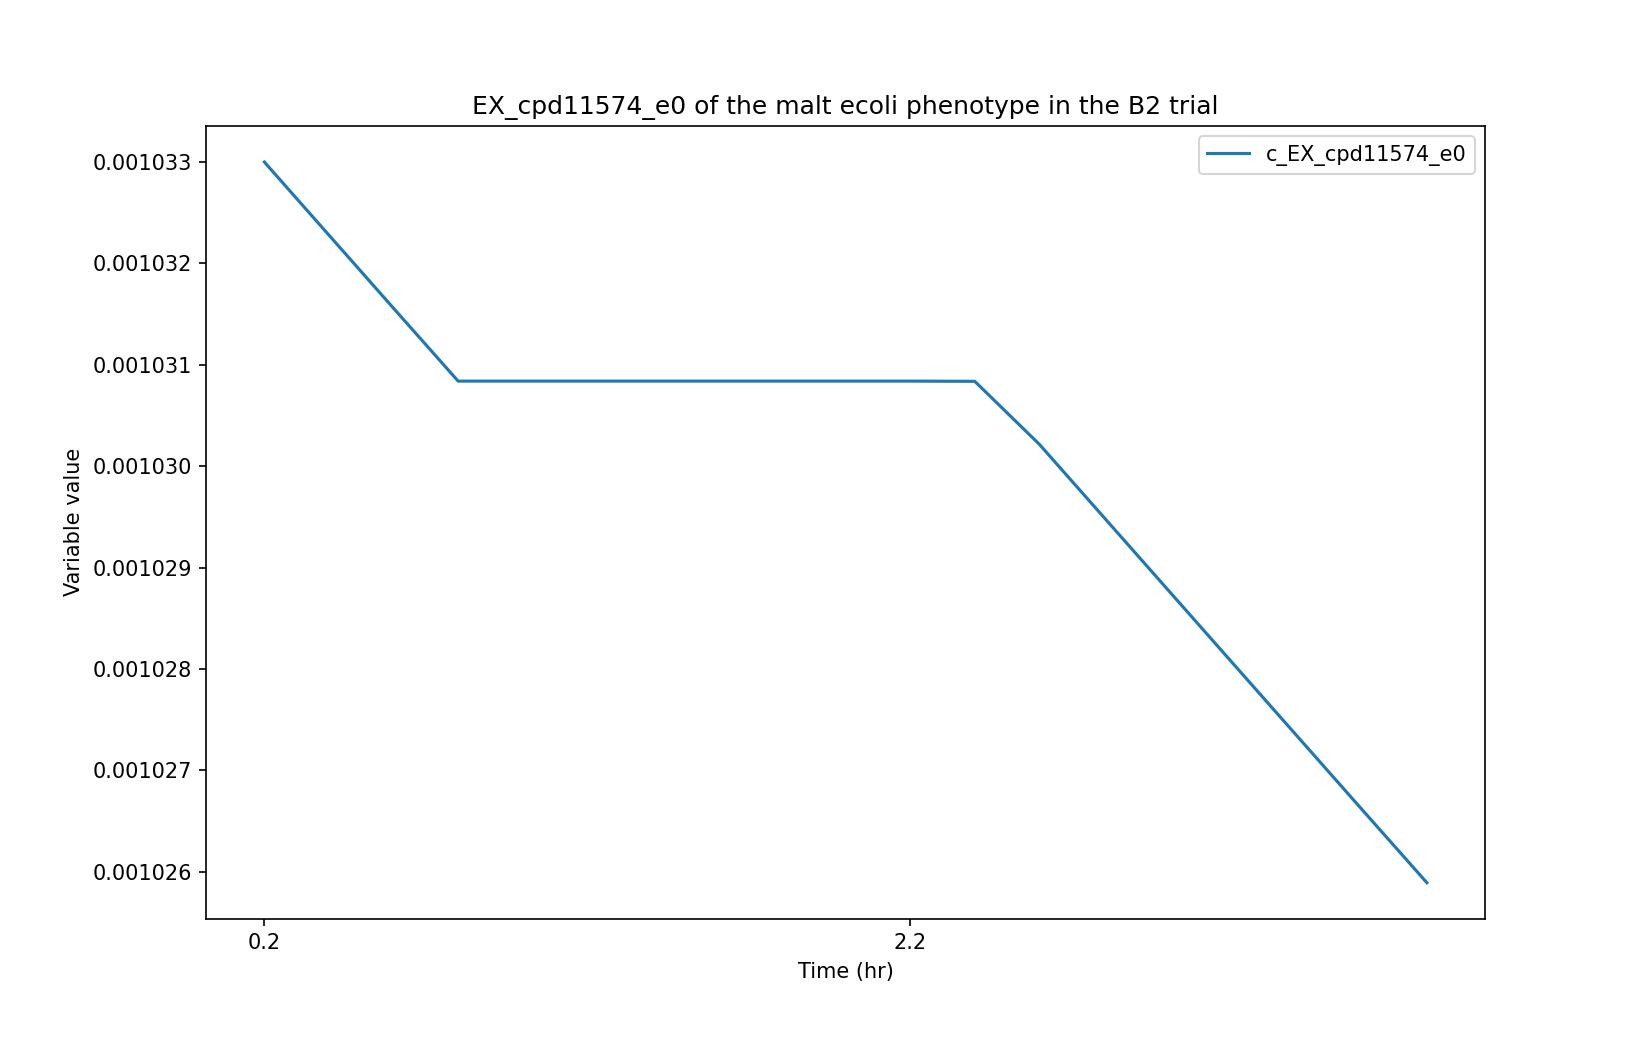 EX_cpd11574_e0 of the malt ecoli phenotype in the B2 trial
c_EX_cpd11574_e0
0.001033
0.001032
0.001031
0.001030
0.001029
0.001028
0.001027
0.001026
Variable value
0.2
2.2
Time (hr)